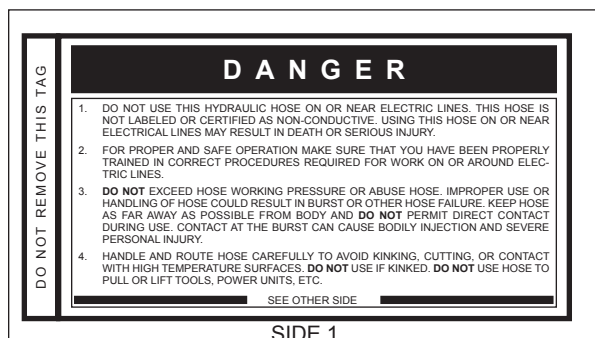 DO NOT REMOVE THIS TAG
DANGER
1. DO NOT USE THIS HYDRAULIC HOSE ON OR NEAR ELECTRIC LINES. THIS HOSE IS
NOT LABELED OR CERTIFIED AS NON-CONDUCTIVE. USING THIS HOSE ON OR NEAR
ELECTRICAL LINES MAY RESULT IN DEATH OR SERIOUS INJURY.
2. FOR PROPER AND SAFE OPERATION MAKE SURE THAT YOU HAVE BEEN PROPERLY
TRAINED IN CORRECT PROCEDURES REQUIRED FOR WORK ON OR AROUND ELEC-
TRIC LINES.
3. DO NOT EXCEED HOSE WORKING PRESSURE OR ABUSE HOSE. IMPROPER USE OR
HANDLING OF HOSE COULD RESULT IN BURST OR OTHER HOSE FAILURE. KEEP HOSE
AS FAR AWAY AS POSSIBLE FROM BODY AND DO NOT PERMIT DIRECT CONTACT
DURING USE. CONTACT AT THE BURST CAN CAUSE BODILY INJECTION AND SEVERE
PERSONAL INJURY.
4. HANDLE AND ROUTE HOSE CAREFULLY TO AVOID KINKING, CUTTING, OR CONTACT
WITH HIGH TEMPERATURE SURFACES. DO NOT USE IF KINKED. DO NOT USE HOSE TO
PULL OR LIFT TOOLS, POWER UNITS, ETC.
SEE OTHER SIDE
SIDE 1